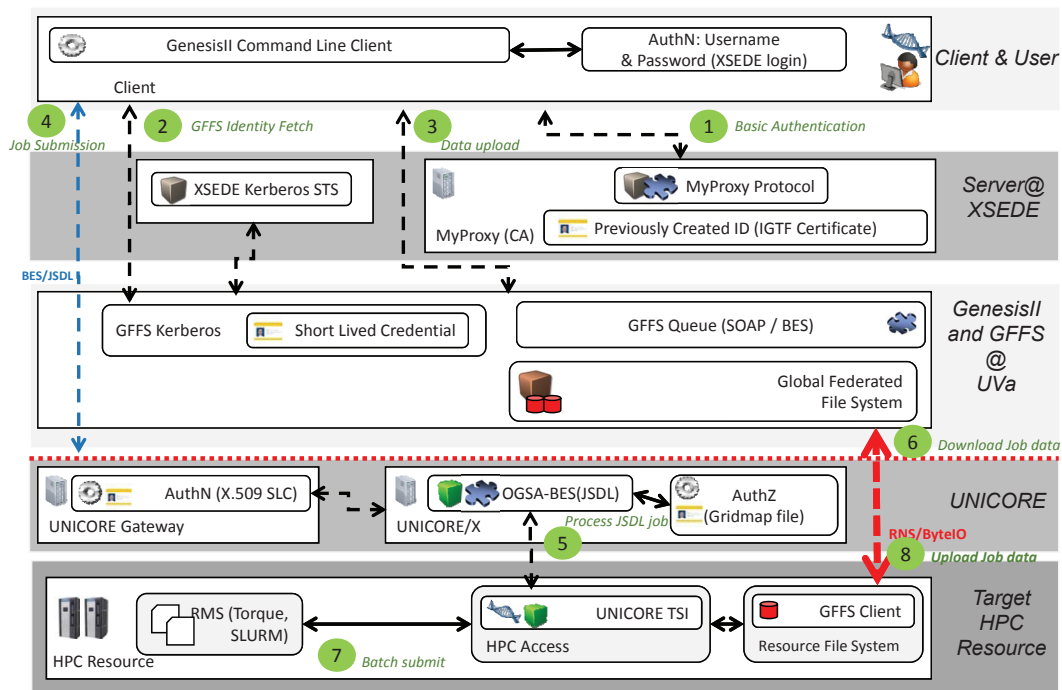 GenesisII Command Line Client
AuthN: Username
& Password (XSEDE login)
Client & User
Client
4
Job Submission
2
GFFS Identity Fetch
3
Data upload
1
Basic Authentication
XSEDE Kerberos STS
MyProxy Protocol
Previously Created ID (IGTF Certificate)
MyProxy (CA)
Server@
XSEDE
BES/JSDL
GFFS Kerberos
Short Lived Credential
GFFS Queue (SOAP / BES)
Global Federated
File System
GenesisII
and GFFS
@
UVa
6
Download Job data
AuthN (X.509 SLC)
UNICORE Gateway
OGSA-BES(JSDL)
UNICORE/X
AuthZ
(Gridmap file)
UNICORE
Process JSDL job
5
RNS/ByteIO
8
Upload Job data
RMS (Torque,
SLURM)
HPC Resource
7
Batch submit
UNICORE TSI
HPC Access
GFFS Client
Resource File System
Target
HPC
Resource